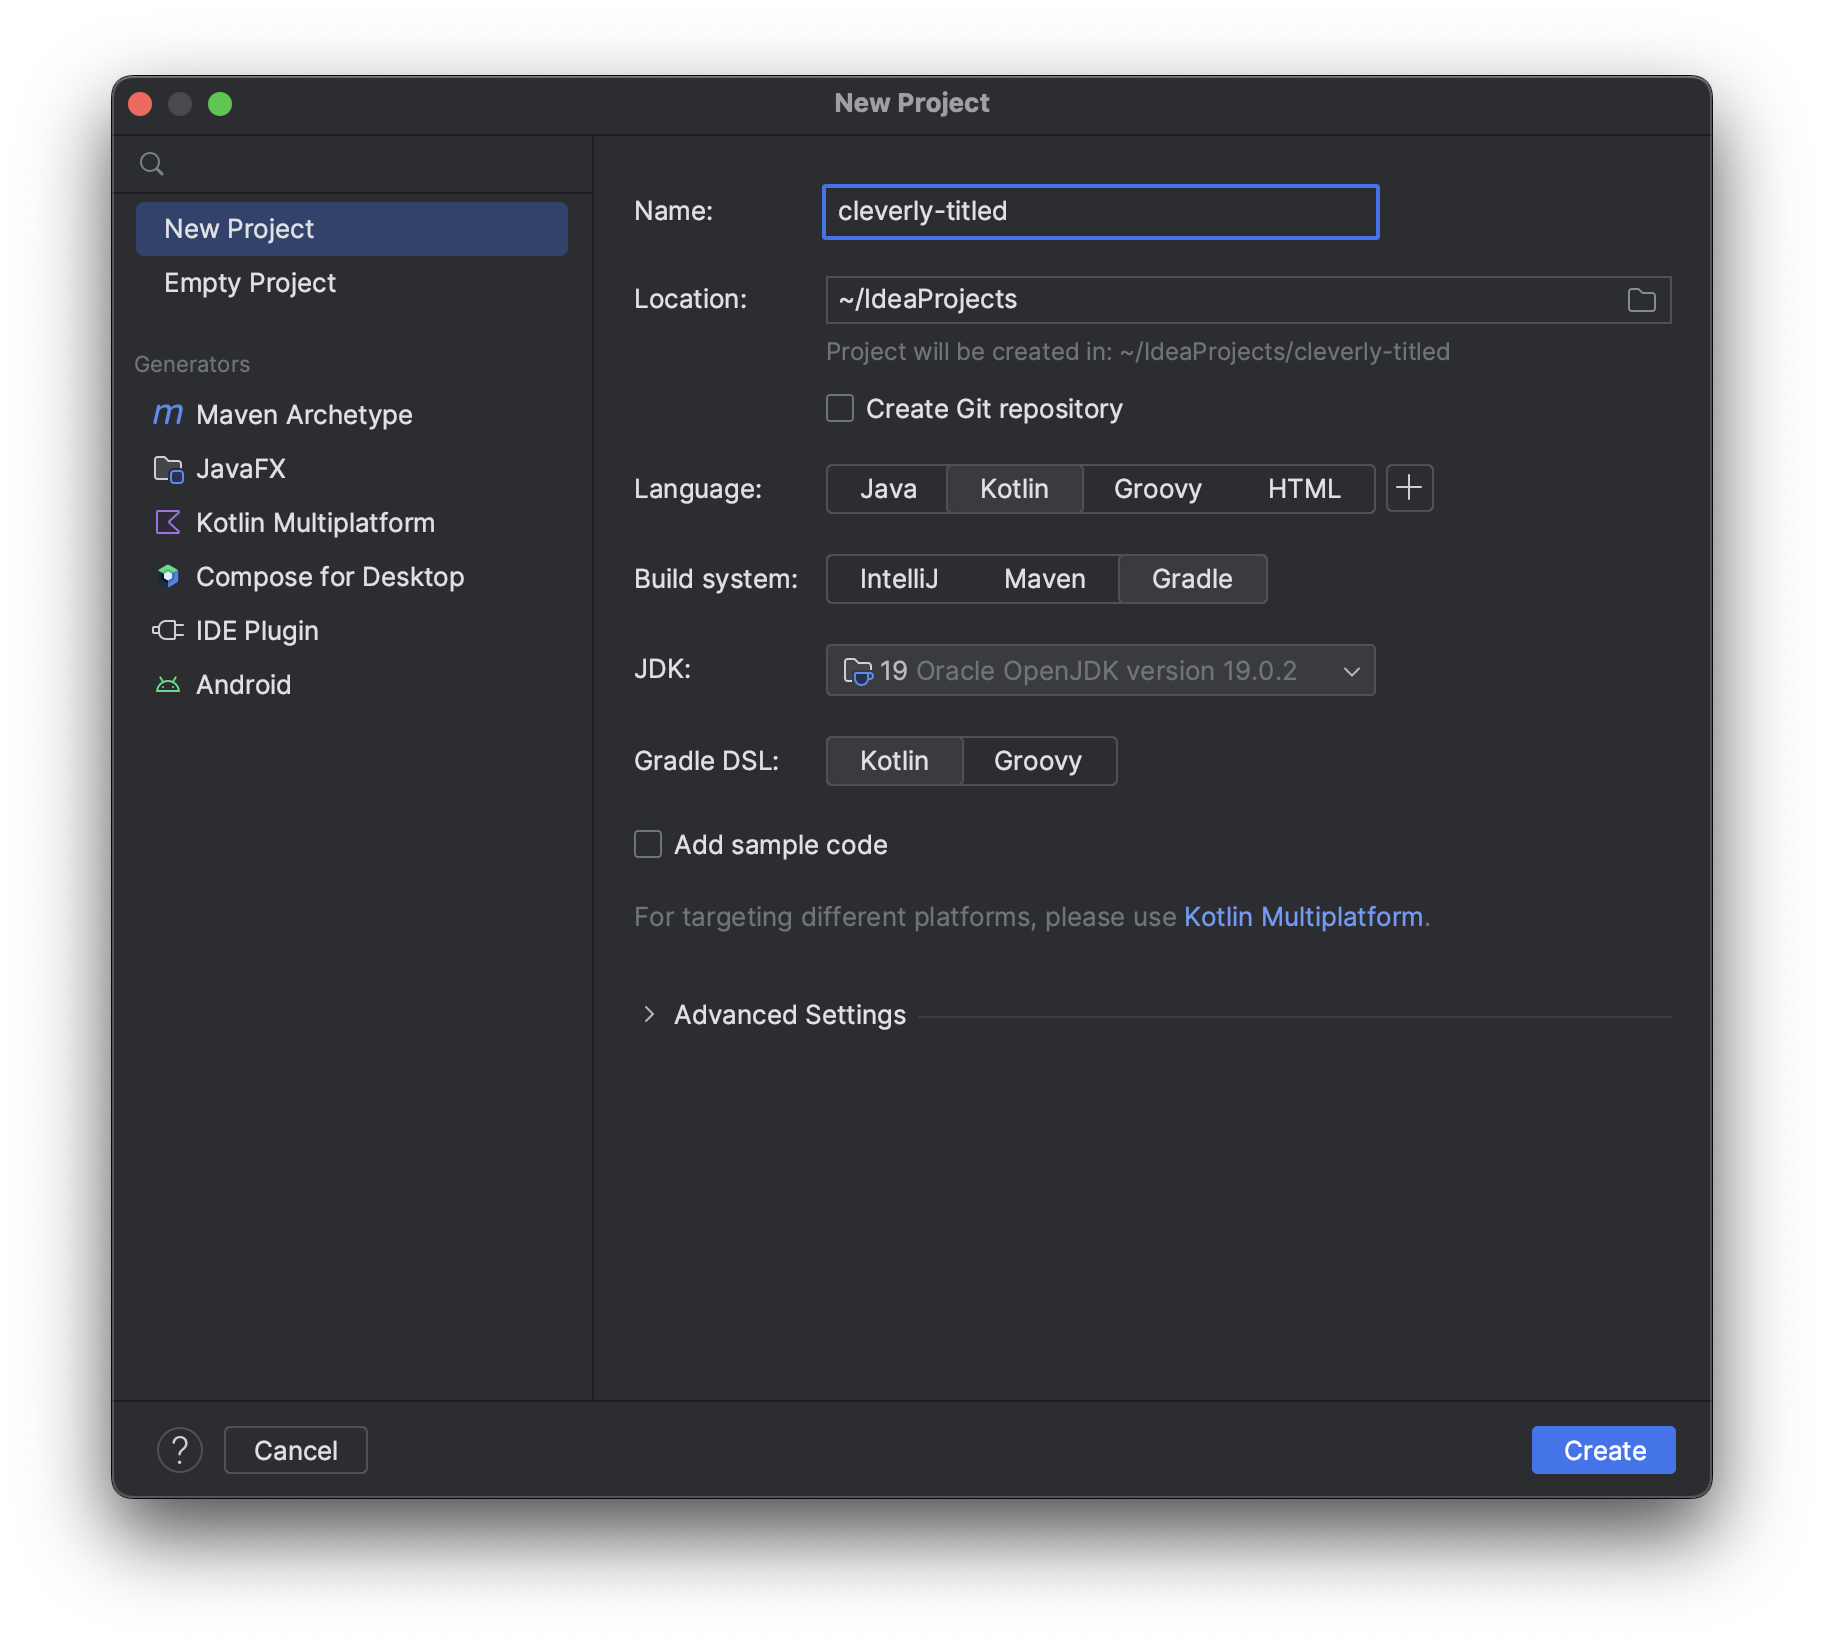 New Project
New Project
Empty Project
Generators
m Maven Archetype
JavaFX
Kotlin Multiplatform
Compose for Desktop
IDE Plugin
Android
Name: cleverly-titled
Location: ~/IdeaProjects
Project will be created in: ~/IdeaProjects/cleverly-titled
Create Git repository
Language: Java Kotlin Groovy HTML +
Build system: IntelliJ Maven Gradle
JDK: 19 Oracle OpenJDK version 19.0.2
Gradle DSL: Kotlin Groovy
Add sample code
For targeting different platforms, please use Kotlin Multiplatform.
Advanced Settings
? Cancel Create